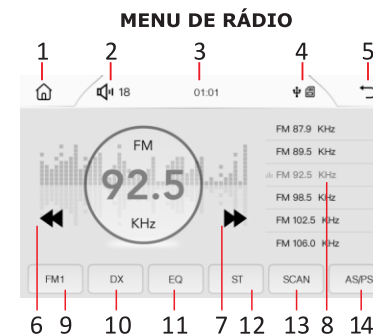 MENU DE RÁDIO
1 2 3 4 5
18 01:01
FM
92.5
KHz
FM 87.9 KHz
FM 89.5 KHz
FM 92.5 KHz
FM 98.5 KHz
FM 102.5 KHz
FM 106.0 KHz
FM1 DX EQ ST SCAN AS/PS
6 9 10 11 7 12 13 8 14